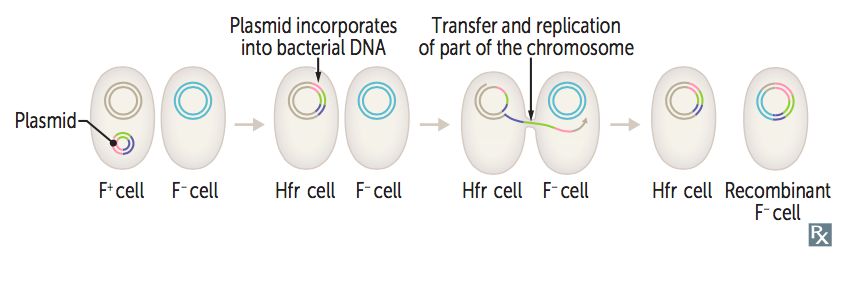 Plasmid incorporates
into bacterial DNA
Transfer and replication
of part of the chromosome
Plasmid
F+ cell F– cell Hfr cell F– cell Hfr cell F– cell Hfr cell Recombinant
F– cell
Rx